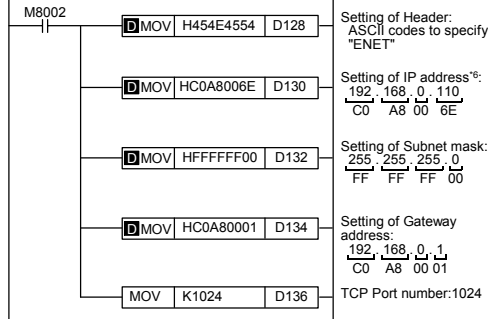 M8002
D MOV H454E4554 D128
Setting of Header:
ASCII codes to specify
"ENET"
D MOV HC0A8006E D130
Setting of IP address*6:
192 . 168 . 0 . 110
C0 A8 00 6E
D MOV HFFFFFF00 D132
Setting of Subnet mask:
255 . 255 . 255 . 0
FF FF FF 00
D MOV HC0A80001 D134
Setting of Gateway
address:
192 . 168 . 0 . 1
C0 A8 00 01
MOV K1024 D136
TCP Port number:1024